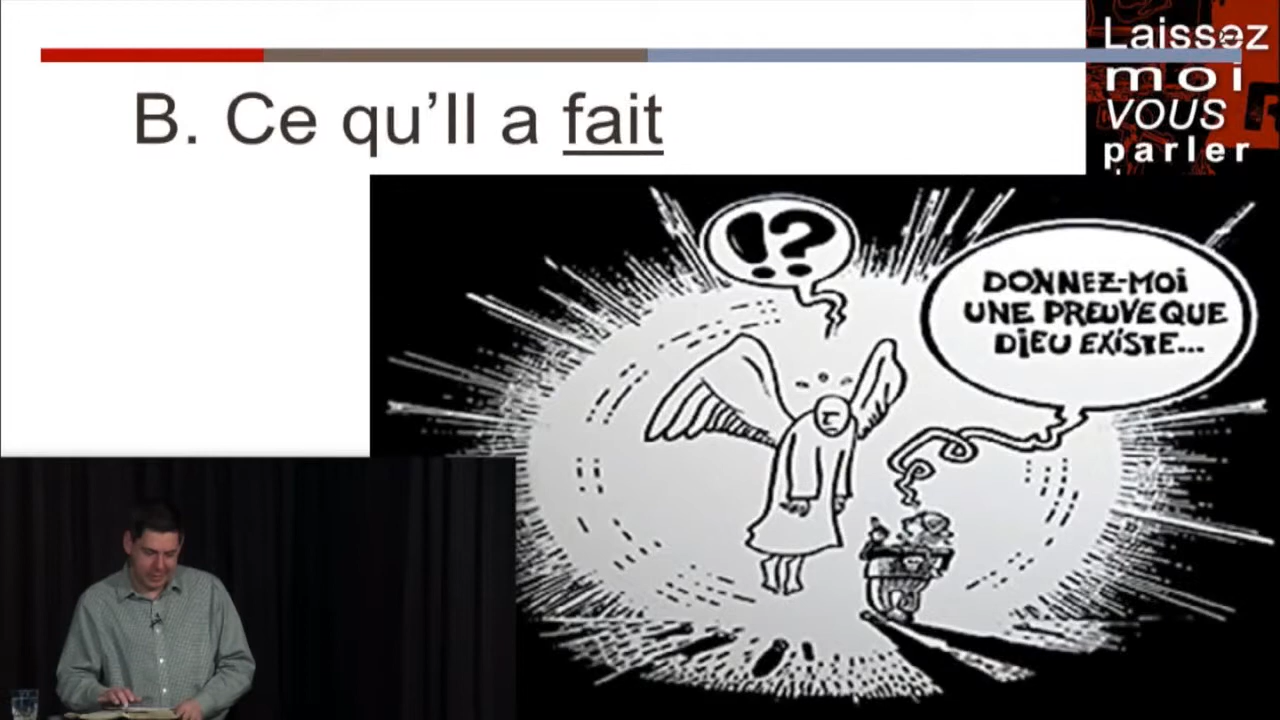 B. Ce qu’Il a fait
Laissez
moi
VOUS
parler
!?
DONNEZ-MOI
UNE PREUVE QUE
DIEU EXISTE...